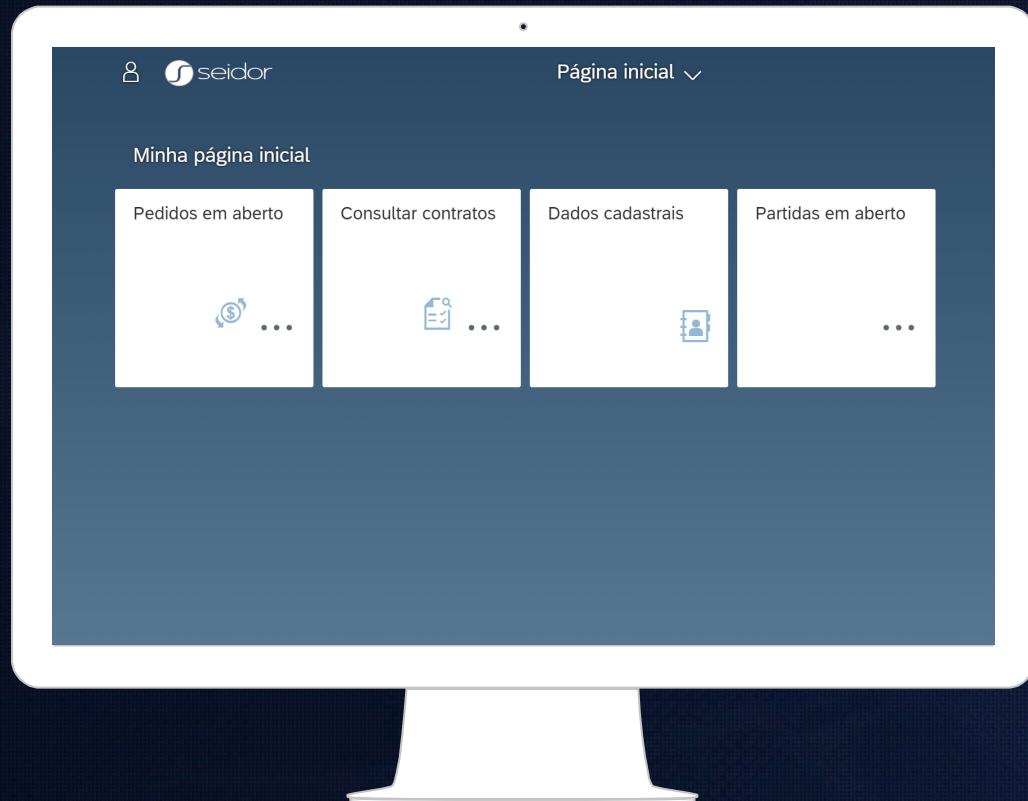 seidor
Página inicial
Minha página inicial
Pedidos em aberto
Consultar contratos
Dados cadastrais
Partidas em aberto